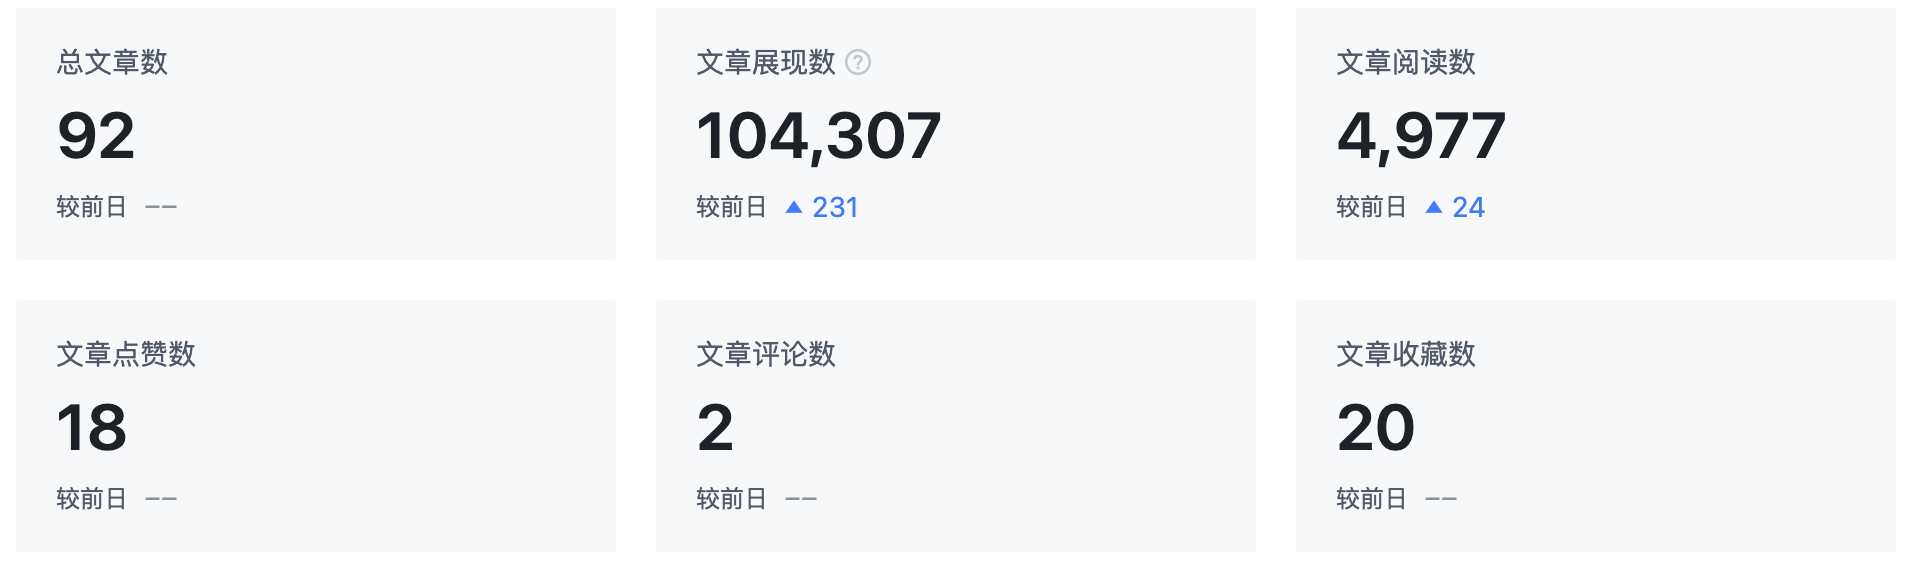 总文章数
92
较前日 --
文章展现数 ?
104,307
较前日 ▲ 231
文章阅读数
4,977
较前日 ▲ 24
文章点赞数
18
较前日 --
文章评论数
2
较前日 --
文章收藏数
20
较前日 --